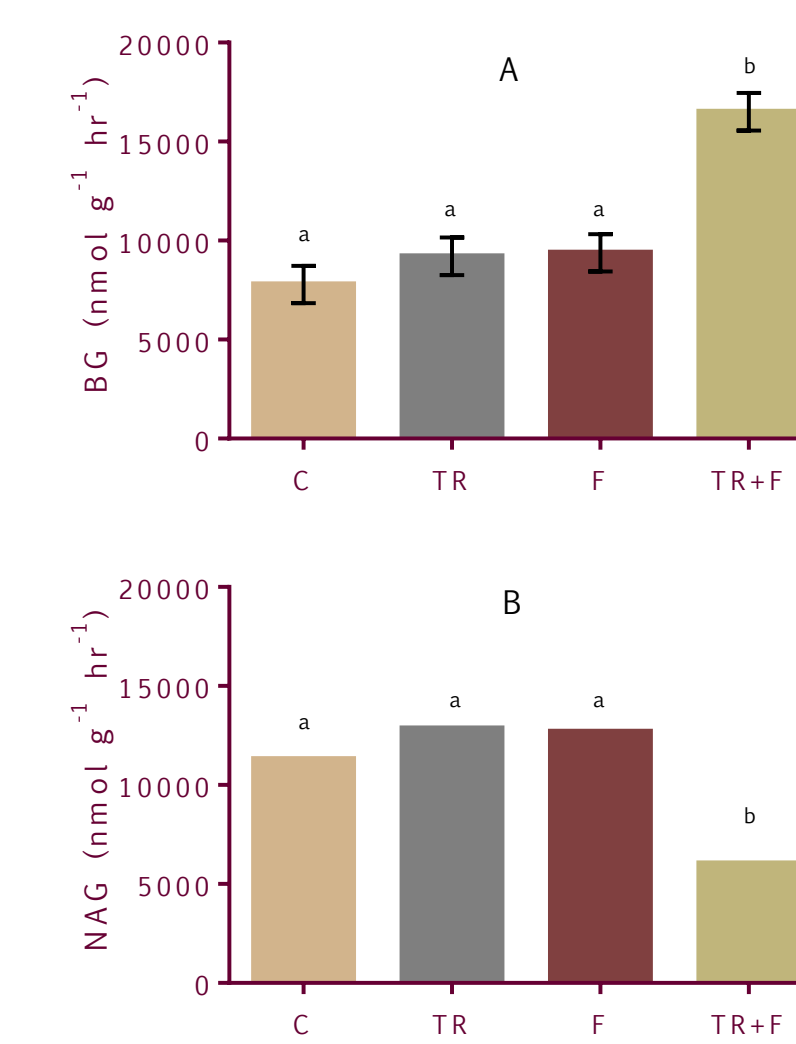 20000
A
b
15000
a
a
a
10000
5000
0
BG (nmol g⁻¹ hr⁻¹)
C TR F TR+F
20000
B
15000
a
a
a
10000
b
5000
0
NAG (nmol g⁻¹ hr⁻¹)
C TR F TR+F